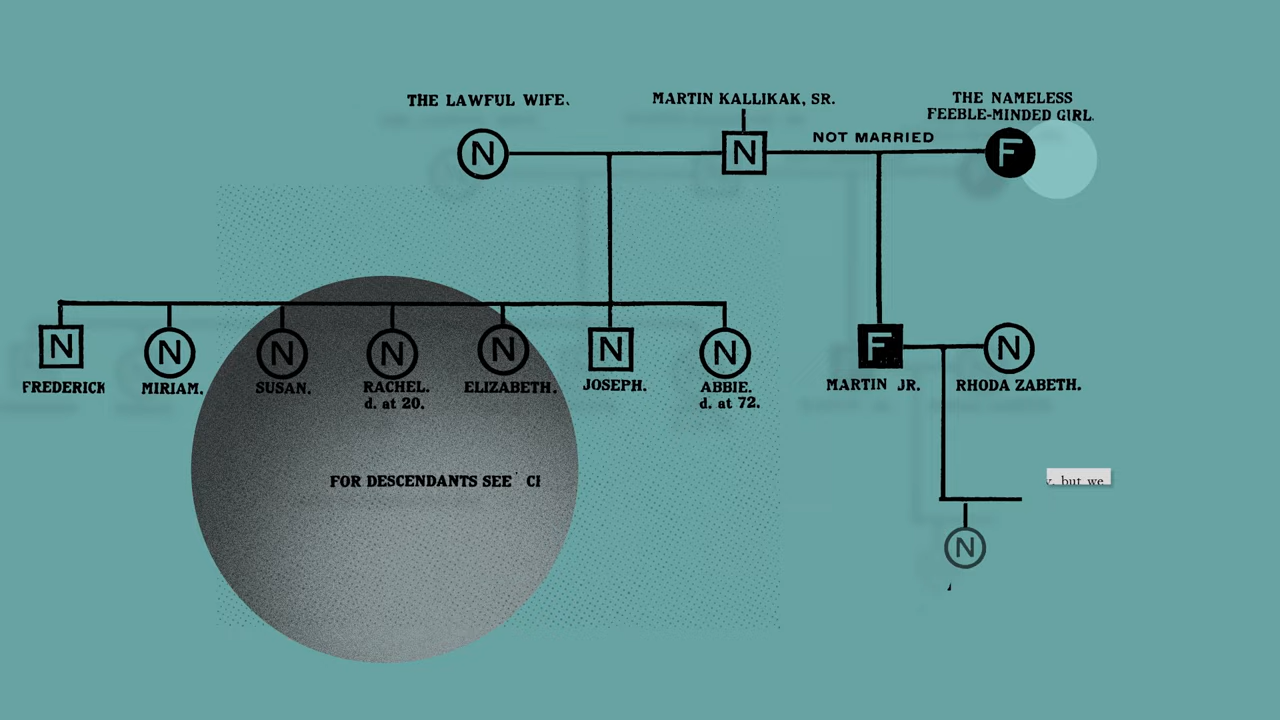 THE LAWFUL WIFE.
MARTIN KALLIKAK, SR.
THE NAMELESS
FEEBLE-MINDED GIRL.
NOT MARRIED
N
N
F
N
N
N
N
N
N
N
F
N
FREDERICK
MIRIAM.
SUSAN.
RACHEL.
d. at 20.
ELIZABETH.
JOSEPH.
ABBIE.
d. at 72.
MARTIN JR.
RHODA ZABETH.
FOR DESCENDANTS SEE
but we
N